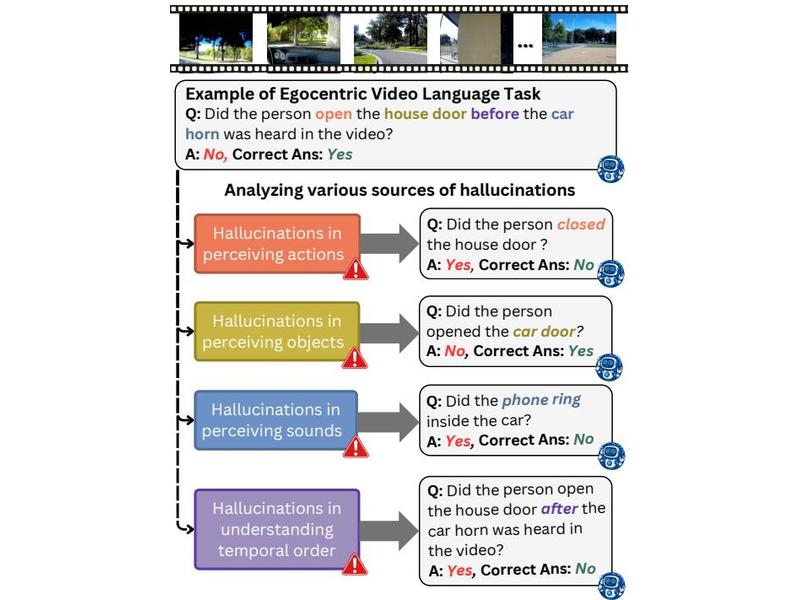 ...
Example of Egocentric Video Language Task
Q: Did the person open the house door before the car
horn was heard in the video?
A: No, Correct Ans: Yes
Analyzing various sources of hallucinations
Hallucinations in
perceiving actions
Q: Did the person closed
the house door ?
A: Yes, Correct Ans: No
Hallucinations in
perceiving objects
Q: Did the person
opened the car door?
A: No, Correct Ans: Yes
Hallucinations in
perceiving sounds
Q: Did the phone ring
inside the car?
A: Yes, Correct Ans: No
Hallucinations in
understanding
temporal order
Q: Did the person open
the house door after the
car horn was heard in
the video?
A: Yes, Correct Ans: No